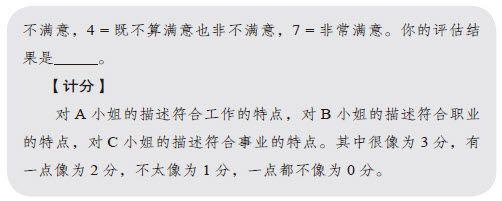 不满意，4 = 既不算满意也非不满意，7 = 非常满意。你的评估结
果是______。
【计分】
对 A 小姐的描述符合工作的特点，对 B 小姐的描述符合职业
的特点，对 C 小姐的描述符合事业的特点。其中很像为 3 分，有
一点像为 2 分，不太像为 1 分，一点都不像为 0 分。